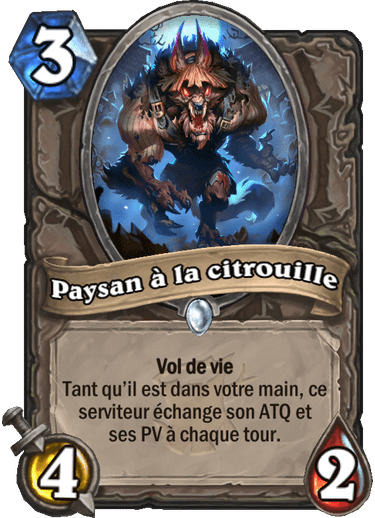 3
Paysan à la citrouille
Vol de vie
Tant qu'il est dans votre main, ce
serviteur échange son ATQ et
ses PV à chaque tour.
4
2